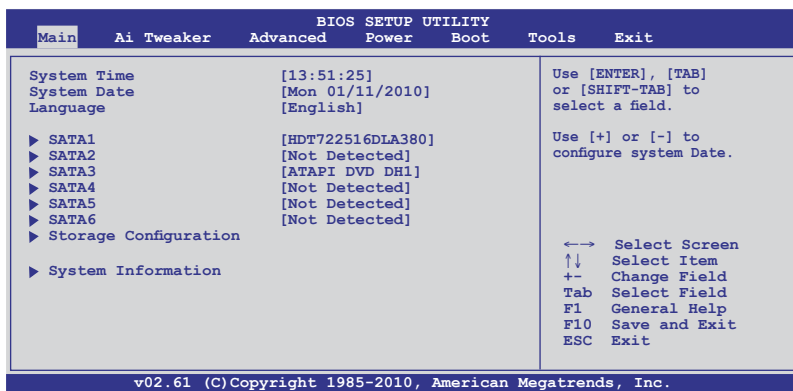 BIOS SETUP UTILITY
Main Ai Tweaker Advanced Power Boot Tools Exit
System Time [13:51:25]
System Date [Mon 01/11/2010]
Language [English]
▶ SATA1 [HDT722516DLA380]
▶ SATA2 [Not Detected]
▶ SATA3 [ATAPI DVD DH1]
▶ SATA4 [Not Detected]
▶ SATA5 [Not Detected]
▶ SATA6 [Not Detected]
▶ Storage Configuration
▶ System Information
Use [ENTER], [TAB]
or [SHIFT-TAB] to
select a field.
Use [+] or [-] to
configure system Date.
←→ Select Screen
↑↓ Select Item
+- Change Field
Tab Select Field
F1 General Help
F10 Save and Exit
ESC Exit
v02.61 (C)Copyright 1985-2010, American Megatrends, Inc.